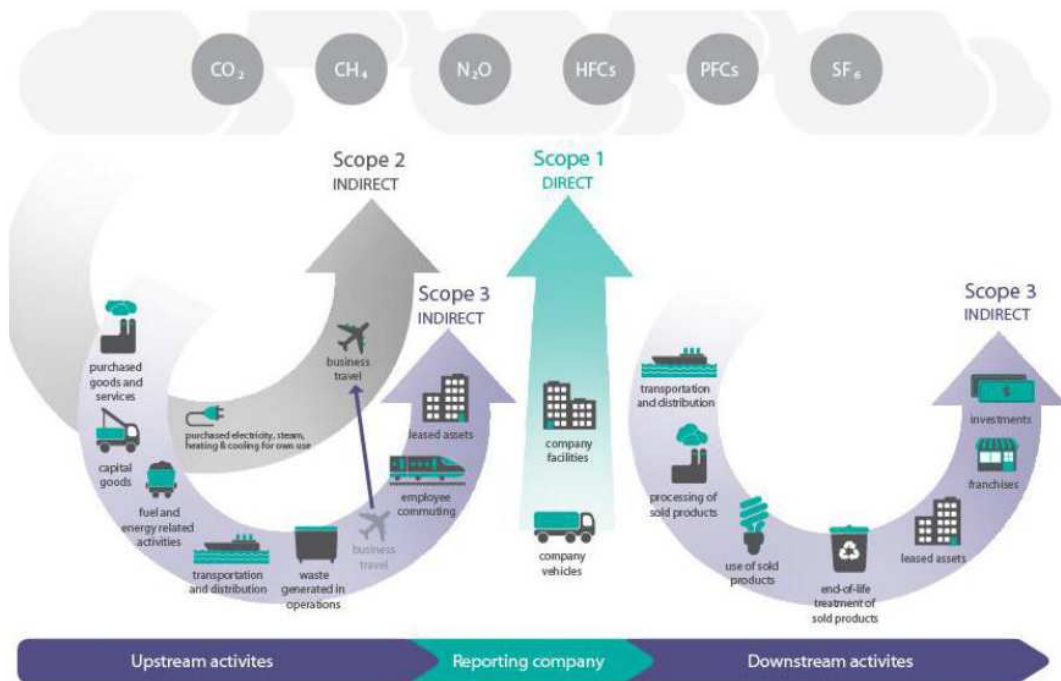 CO₂
CH₄
N₂O
HFCs
PFCs
SF₆
Scope 2
INDIRECT
Scope 1
DIRECT
Scope 3
INDIRECT
Scope 3
INDIRECT
purchased
goods and
services
capital
goods
fuel and
energy related
activities
purchased electricity, steam,
heating & cooling for own use
transportation
and distribution
waste
generated in
operations
business
travel
business
travel
employee
commuting
leased assets
company
facilities
company
vehicles
transportation
and distribution
processing of
sold products
use of sold
products
end-of-life
treatment of
sold products
leased assets
franchises
investments
$
Upstream activites
Reporting company
Downstream activites